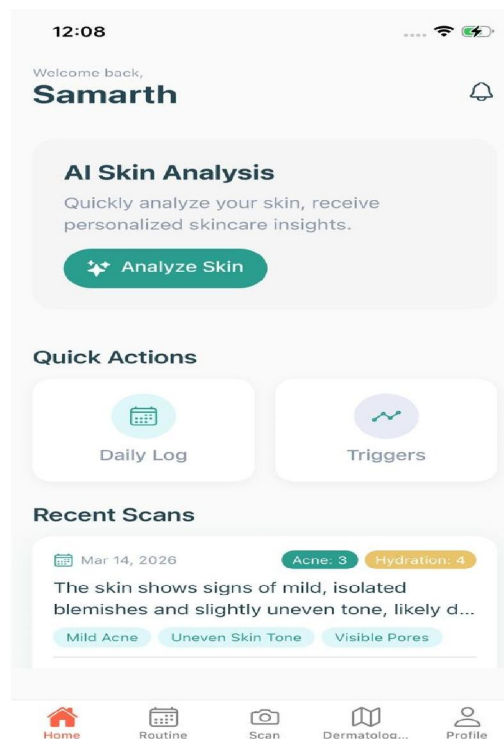 12:08
Welcome back,
Samarth
AI Skin Analysis
Quickly analyze your skin, receive
personalized skincare insights.
Analyze Skin
Quick Actions
Daily Log
Triggers
Recent Scans
Mar 14, 2026
Acne: 3
Hydration: 4
The skin shows signs of mild, isolated
blemishes and slightly uneven tone, likely d...
Mild Acne
Uneven Skin Tone
Visible Pores
Home
Routine
Scan
Dermatolog...
Profile